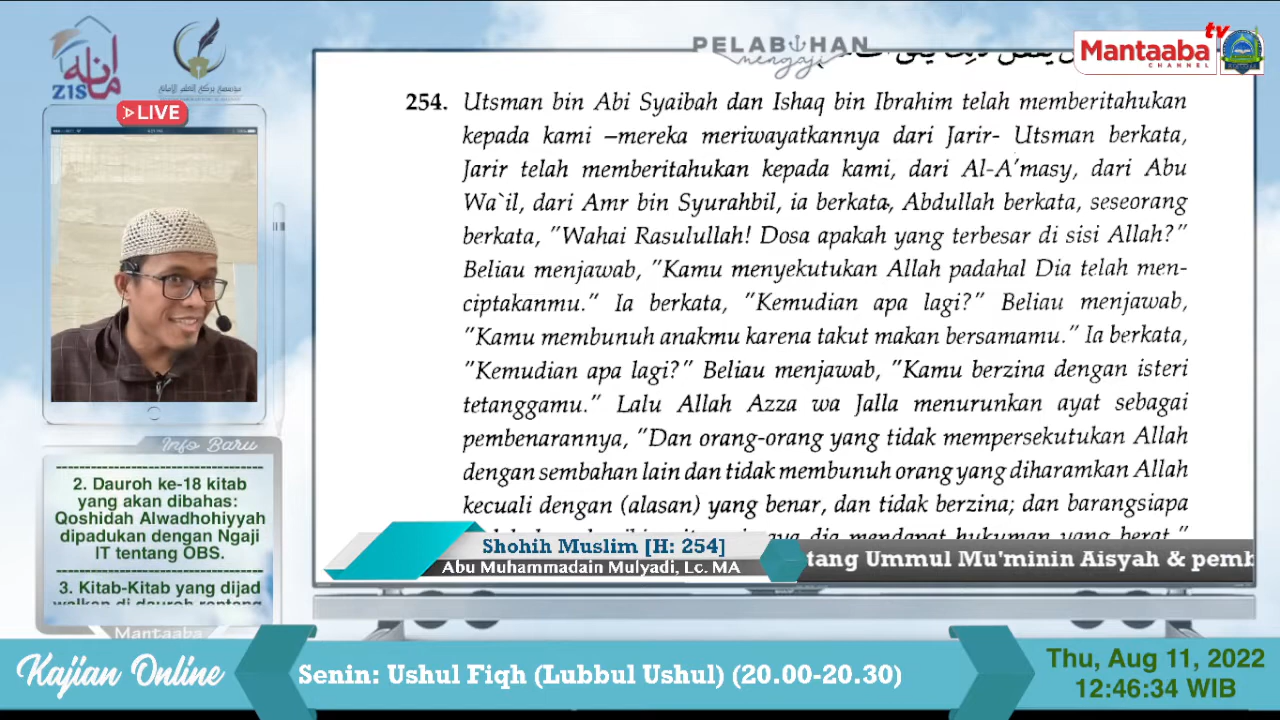 PELABUHAN
mengaji
tv
Mantaaba
CHANNEL
ZIS
LIVE
254. Utsman bin Abi Syaibah dan Ishaq bin Ibrahim telah memberitahukan
kepada kami –mereka meriwayatkannya dari Jarir- Utsman berkata,
Jarir telah memberitahukan kepada kami, dari Al-A'masy, dari Abu
Wa`il, dari Amr bin Syurahbil, ia berkata, Abdullah berkata, seseorang
berkata, "Wahai Rasulullah! Dosa apakah yang terbesar di sisi Allah?"
Beliau menjawab, "Kamu menyekutukan Allah padahal Dia telah men-
ciptakanmu." Ia berkata, "Kemudian apa lagi?" Beliau menjawab,
"Kamu membunuh anakmu karena takut makan bersamamu." Ia berkata,
"Kemudian apa lagi?" Beliau menjawab, "Kamu berzina dengan isteri
tetanggamu." Lalu Allah Azza wa Jalla menurunkan ayat sebagai
pembenarannya, "Dan orang-orang yang tidak mempersekutukan Allah
dengan sembahan lain dan tidak membunuh orang yang diharamkan Allah
kecuali dengan (alasan) yang benar, dan tidak berzina; dan barangsiapa
dia mendapat hukuman yang berat."
Info Baru
2. Dauroh ke-18 kitab
yang akan dibahas:
Qoshidah Alwadhohiyyah
dipadukan dengan Ngaji
IT tentang OBS.
3. Kitab-Kitab yang dijad
walkan di dauroh rentang
Mantaaba
Shohih Muslim [H: 254]
Abu Muhammadain Mulyadi, Lc. MA
tang Ummul Mu'minin Aisyah & pemb
Kajian Online
Senin: Ushul Fiqh (Lubbul Ushul) (20.00-20.30)
Thu, Aug 11, 2022
12:46:34 WIB